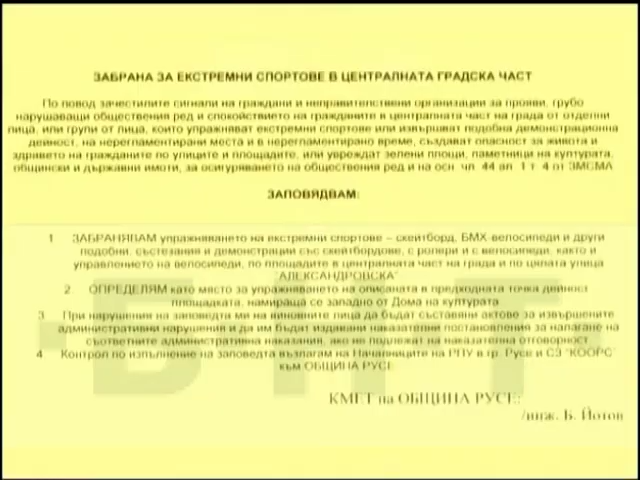 ЗАБРАНА ЗА ЕКСТРЕМНИ СПОРТОВЕ В ЦЕНТРАЛНАТА ГРАДСКА ЧАСТ
По повод зачестилите сигнали на граждани и неправителствени организации за прояви, грубо
нарушаващи обществения ред и спокойствието на гражданите в централната част на града от отделни
лица, или групи от лица, които упражняват екстремни спортове или извършват подобна демонстрационна
дейност, на нерегламентирани места и в нерегламентирано време, създават опасност за живота и
здравето на гражданите по улиците и площадите, или увреждат зелени площи, паметници на културата,
общински и държавни имоти, за осигуряването на обществения ред и на осн. чл. 44 ал. 1 т. 4 от ЗМСМА
ЗАПОВЯДВАМ:
1 ЗАБРАНЯВАМ упражняването на екстремни спортове – скейтборд, БМХ-велосипеди и други
подобни, състезания и демонстрации със скейтбордове, с ролери и с велосипеди, както и
управлението на велосипеди, по площадите в централната част на града и по цялата улица
"АЛЕКСАНДРОВСКА"
2 ОПРЕДЕЛЯМ като място за упражняването на описаната в предходната точка дейност
площадката, намираща се западно от Дома на културата
3 При нарушения на заповедта ми на виновните лица да бъдат съставяни актове за извършените
административни нарушения и да им бъдат издавани наказателни постановления за налагане на
съответните административна наказания, ако не подлежат на наказателна отговорност
4 Контрол по изпълнение на заповедта възлагам на Началниците на РПУ в гр. Русе и СЗ "КООРС"
към ОБЩИНА РУСЕ
БНТ
КМЕТ на ОБЩИНА РУСЕ:
/инж. Б. Йотов